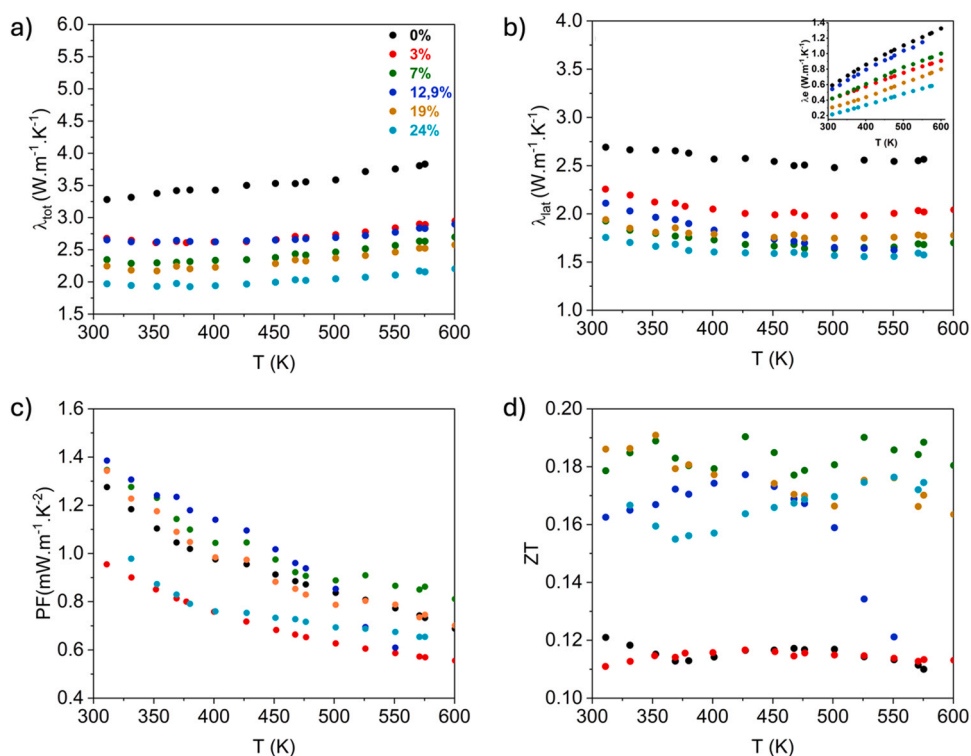 a)
6.0
5.5
5.0
4.5
4.0
3.5
3.0
2.5
2.0
1.5
λtot (W.m-1.K-1)
0%
3%
7%
12,9%
19%
24%
300 350 400 450 500 550 600
T (K)
b)
4.0
3.5
3.0
2.5
2.0
1.5
1.0
λlat (W.m-1.K-1)
1.4
1.2
1.0
0.8
0.6
0.4
0.2
λe (W.m-1.K-1)
300 400 500 600
T (K)
300 350 400 450 500 550 600
T (K)
c)
1.6
1.4
1.2
1.0
0.8
0.6
0.4
PF(mW.m-1.K-2)
300 350 400 450 500 550 600
T (K)
d)
0.20
0.18
0.16
0.14
0.12
0.10
ZT
300 350 400 450 500 550 600
T (K)